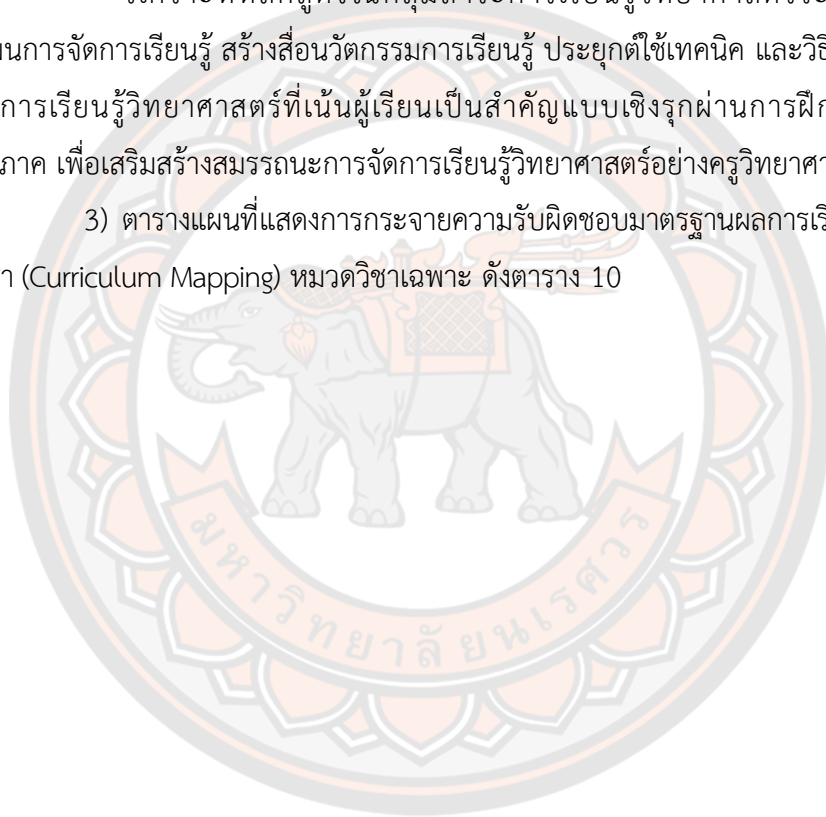 นการจัดการเรียนรู้ สร้างสื่อนวัตกรรมการเรียนรู้ ประยุกต์ใช้เทคนิค และวิธี
การเรียนรู้วิทยาศาสตร์ที่เน้นผู้เรียนเป็นสำคัญแบบเชิงรุกผ่านการฝึก
ภาค เพื่อเสริมสร้างสมรรถนะการจัดการเรียนรู้วิทยาศาสตร์อย่างครูวิทยาศา
3) ตารางแผนที่แสดงการกระจายความรับผิดชอบมาตรฐานผลการเรี
า (Curriculum Mapping) หมวดวิชาเฉพาะ ดังตาราง 10
มหาวิทยาลัยนเรศวร